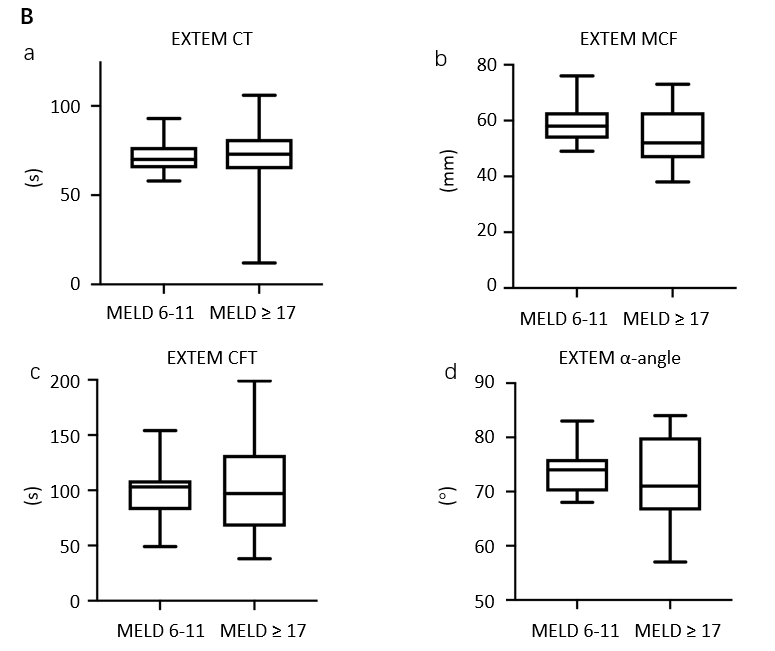 B
a
EXTEM CT
(s)
100
50
0
MELD 6-11 MELD ≥ 17
b
EXTEM MCF
(mm)
80
60
40
20
0
MELD 6-11 MELD ≥ 17
c
EXTEM CFT
(s)
200
150
100
50
0
MELD 6-11 MELD ≥ 17
d
EXTEM α-angle
(°)
90
80
70
60
50
MELD 6-11 MELD ≥ 17